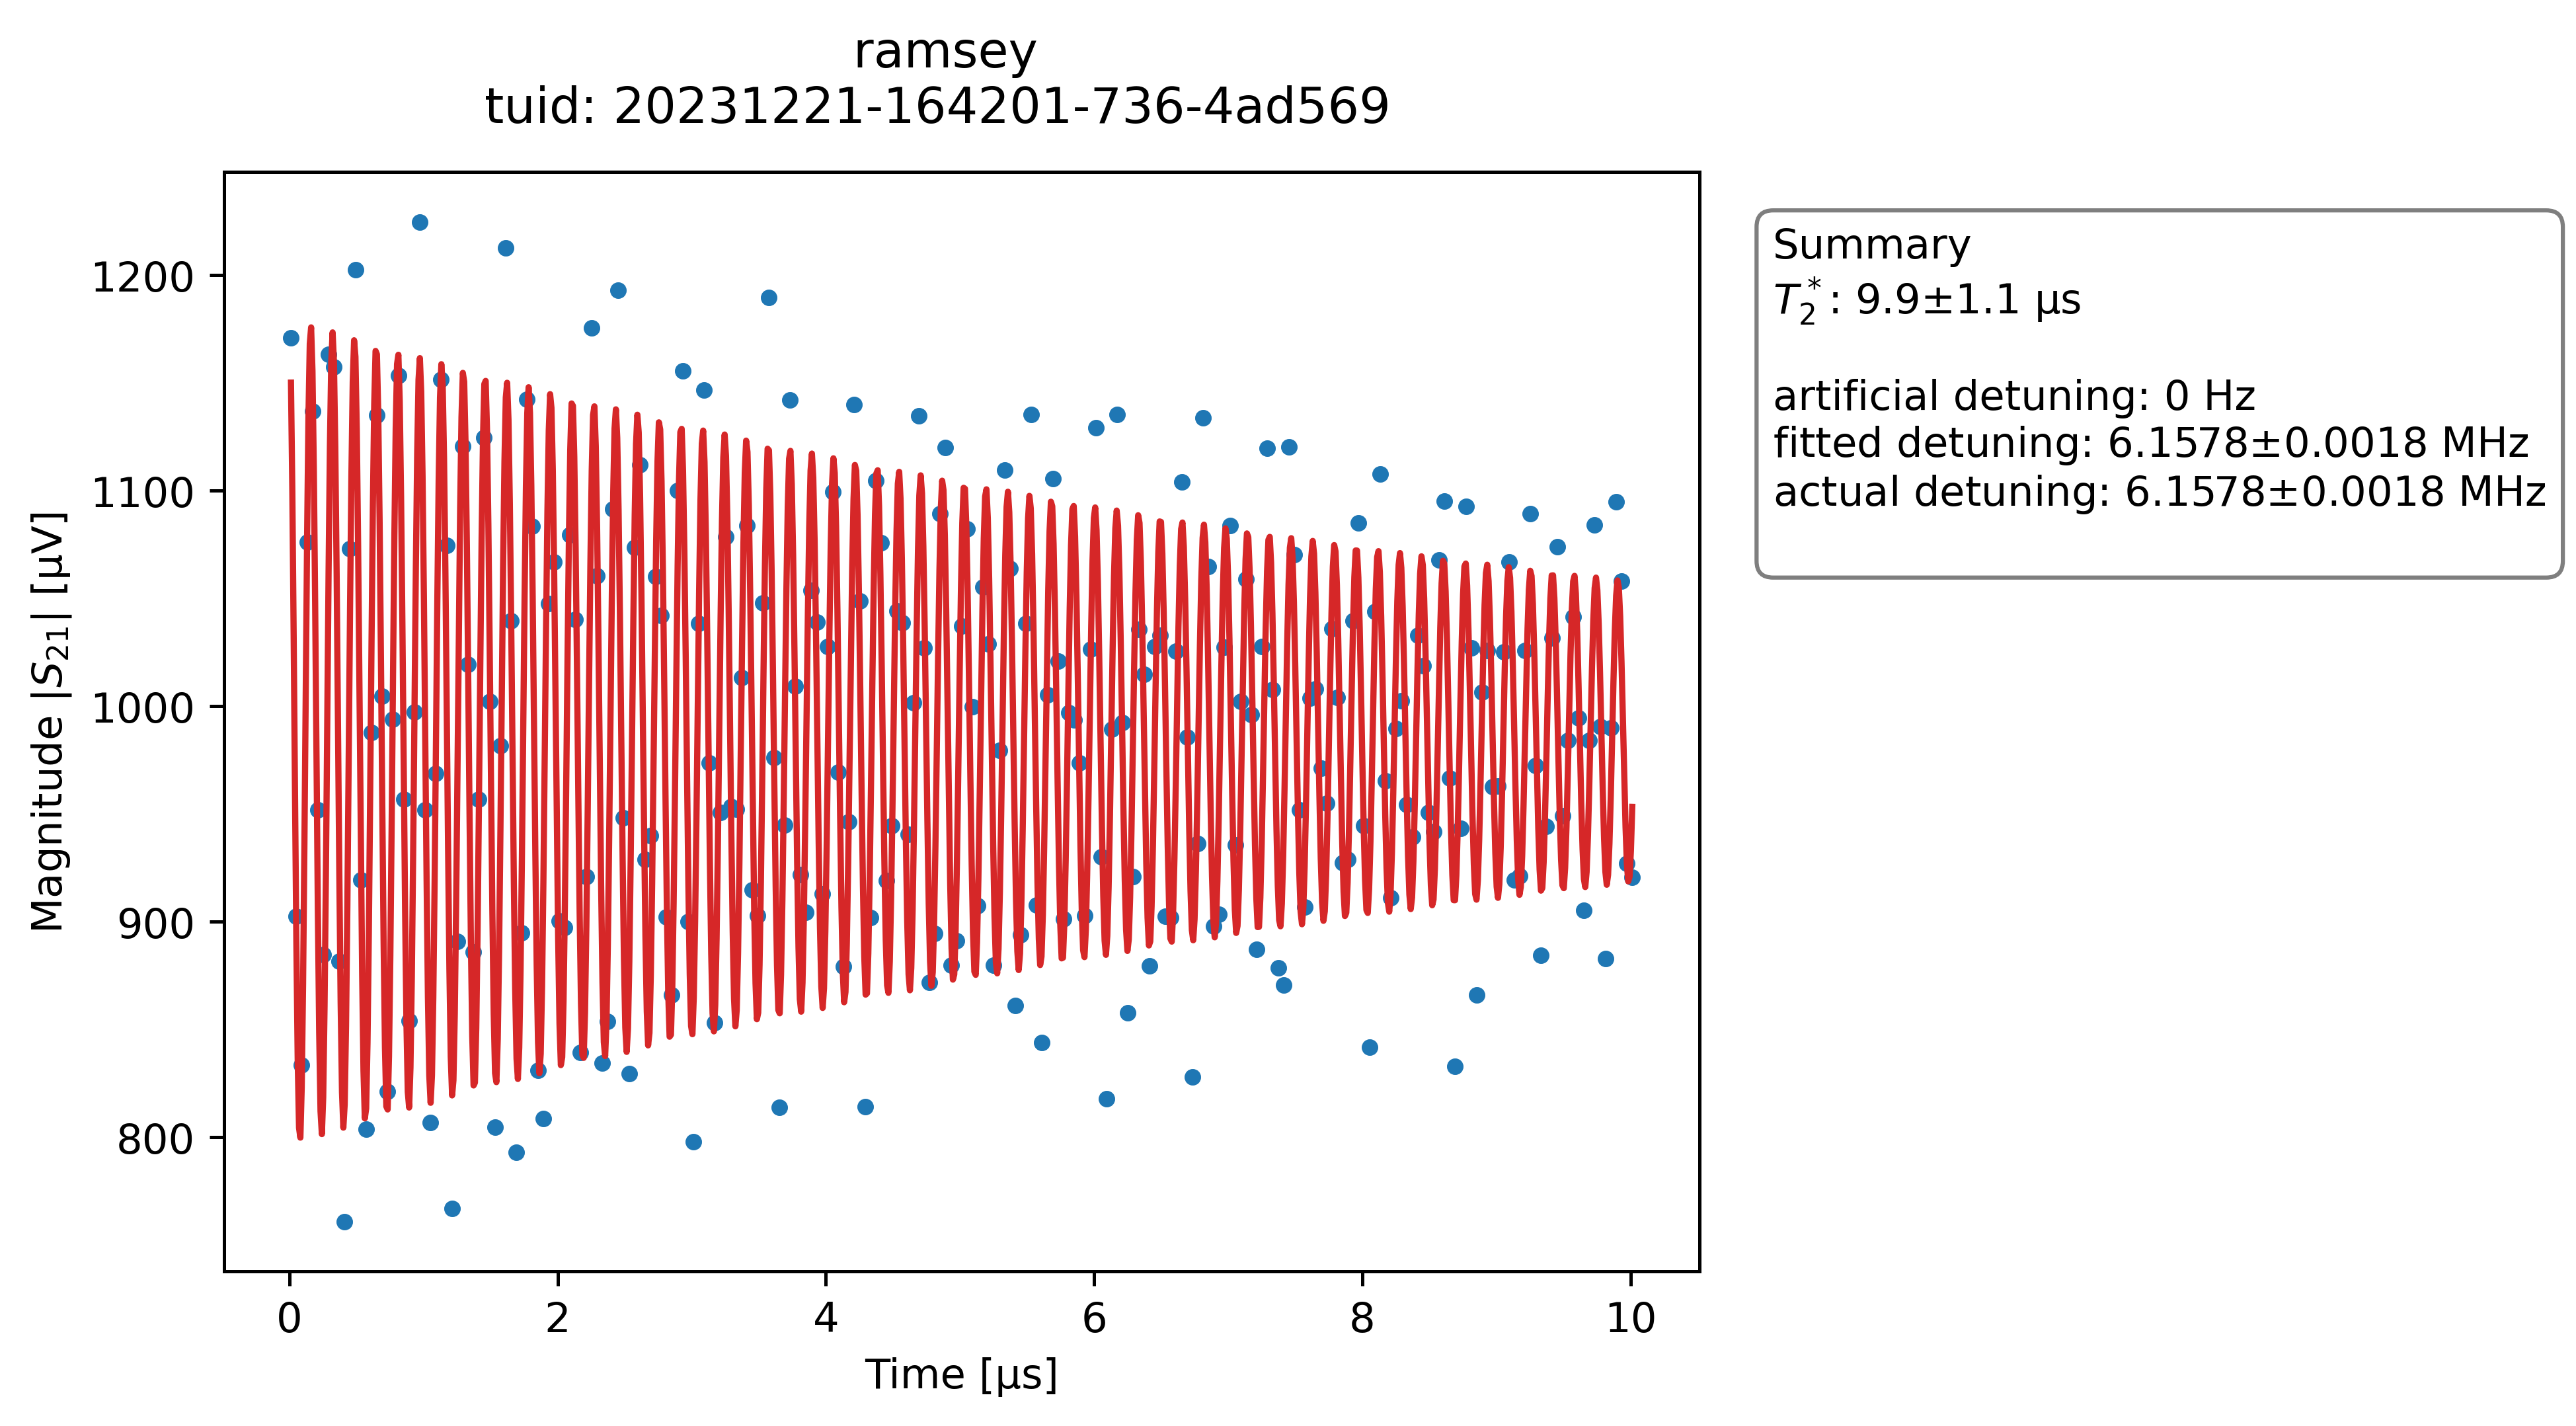 ramsey
tuid: 20231221-164201-736-4ad569
Magnitude |S₂₁| [µV]
1200
1100
1000
900
800
0 2 4 6 8 10
Time [µs]
Summary
T₂*: 9.9±1.1 µs
artificial detuning: 0 Hz
fitted detuning: 6.1578±0.0018 MHz
actual detuning: 6.1578±0.0018 MHz